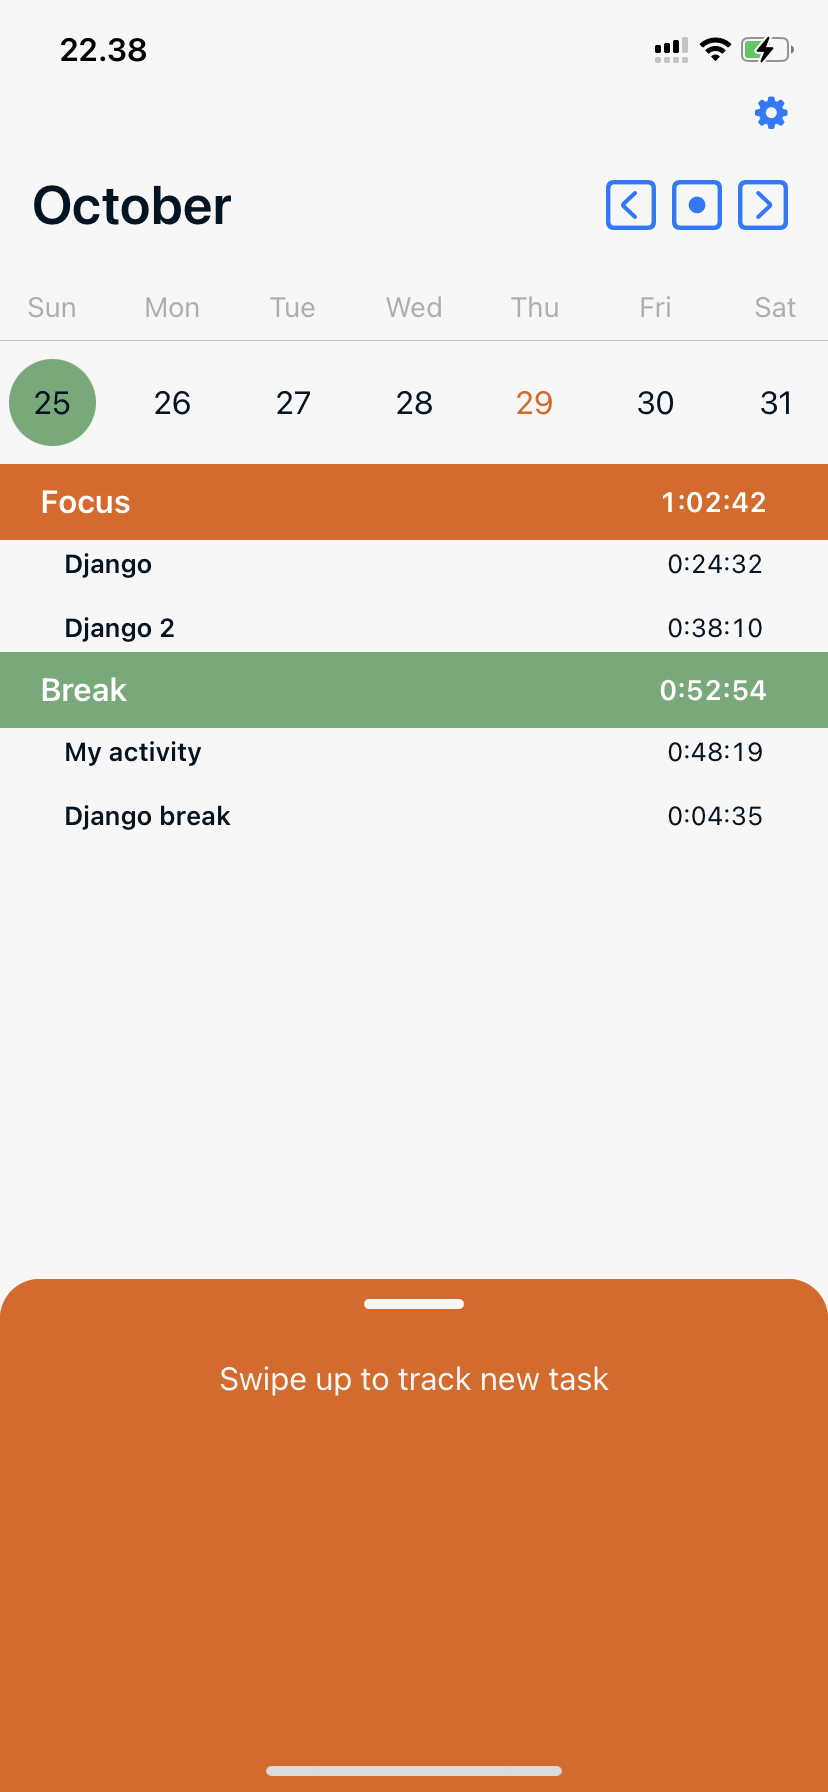 22.38
October
Sun Mon Tue Wed Thu Fri Sat
25 26 27 28 29 30 31
Focus 1:02:42
Django 0:24:32
Django 2 0:38:10
Break 0:52:54
My activity 0:48:19
Django break 0:04:35
Swipe up to track new task